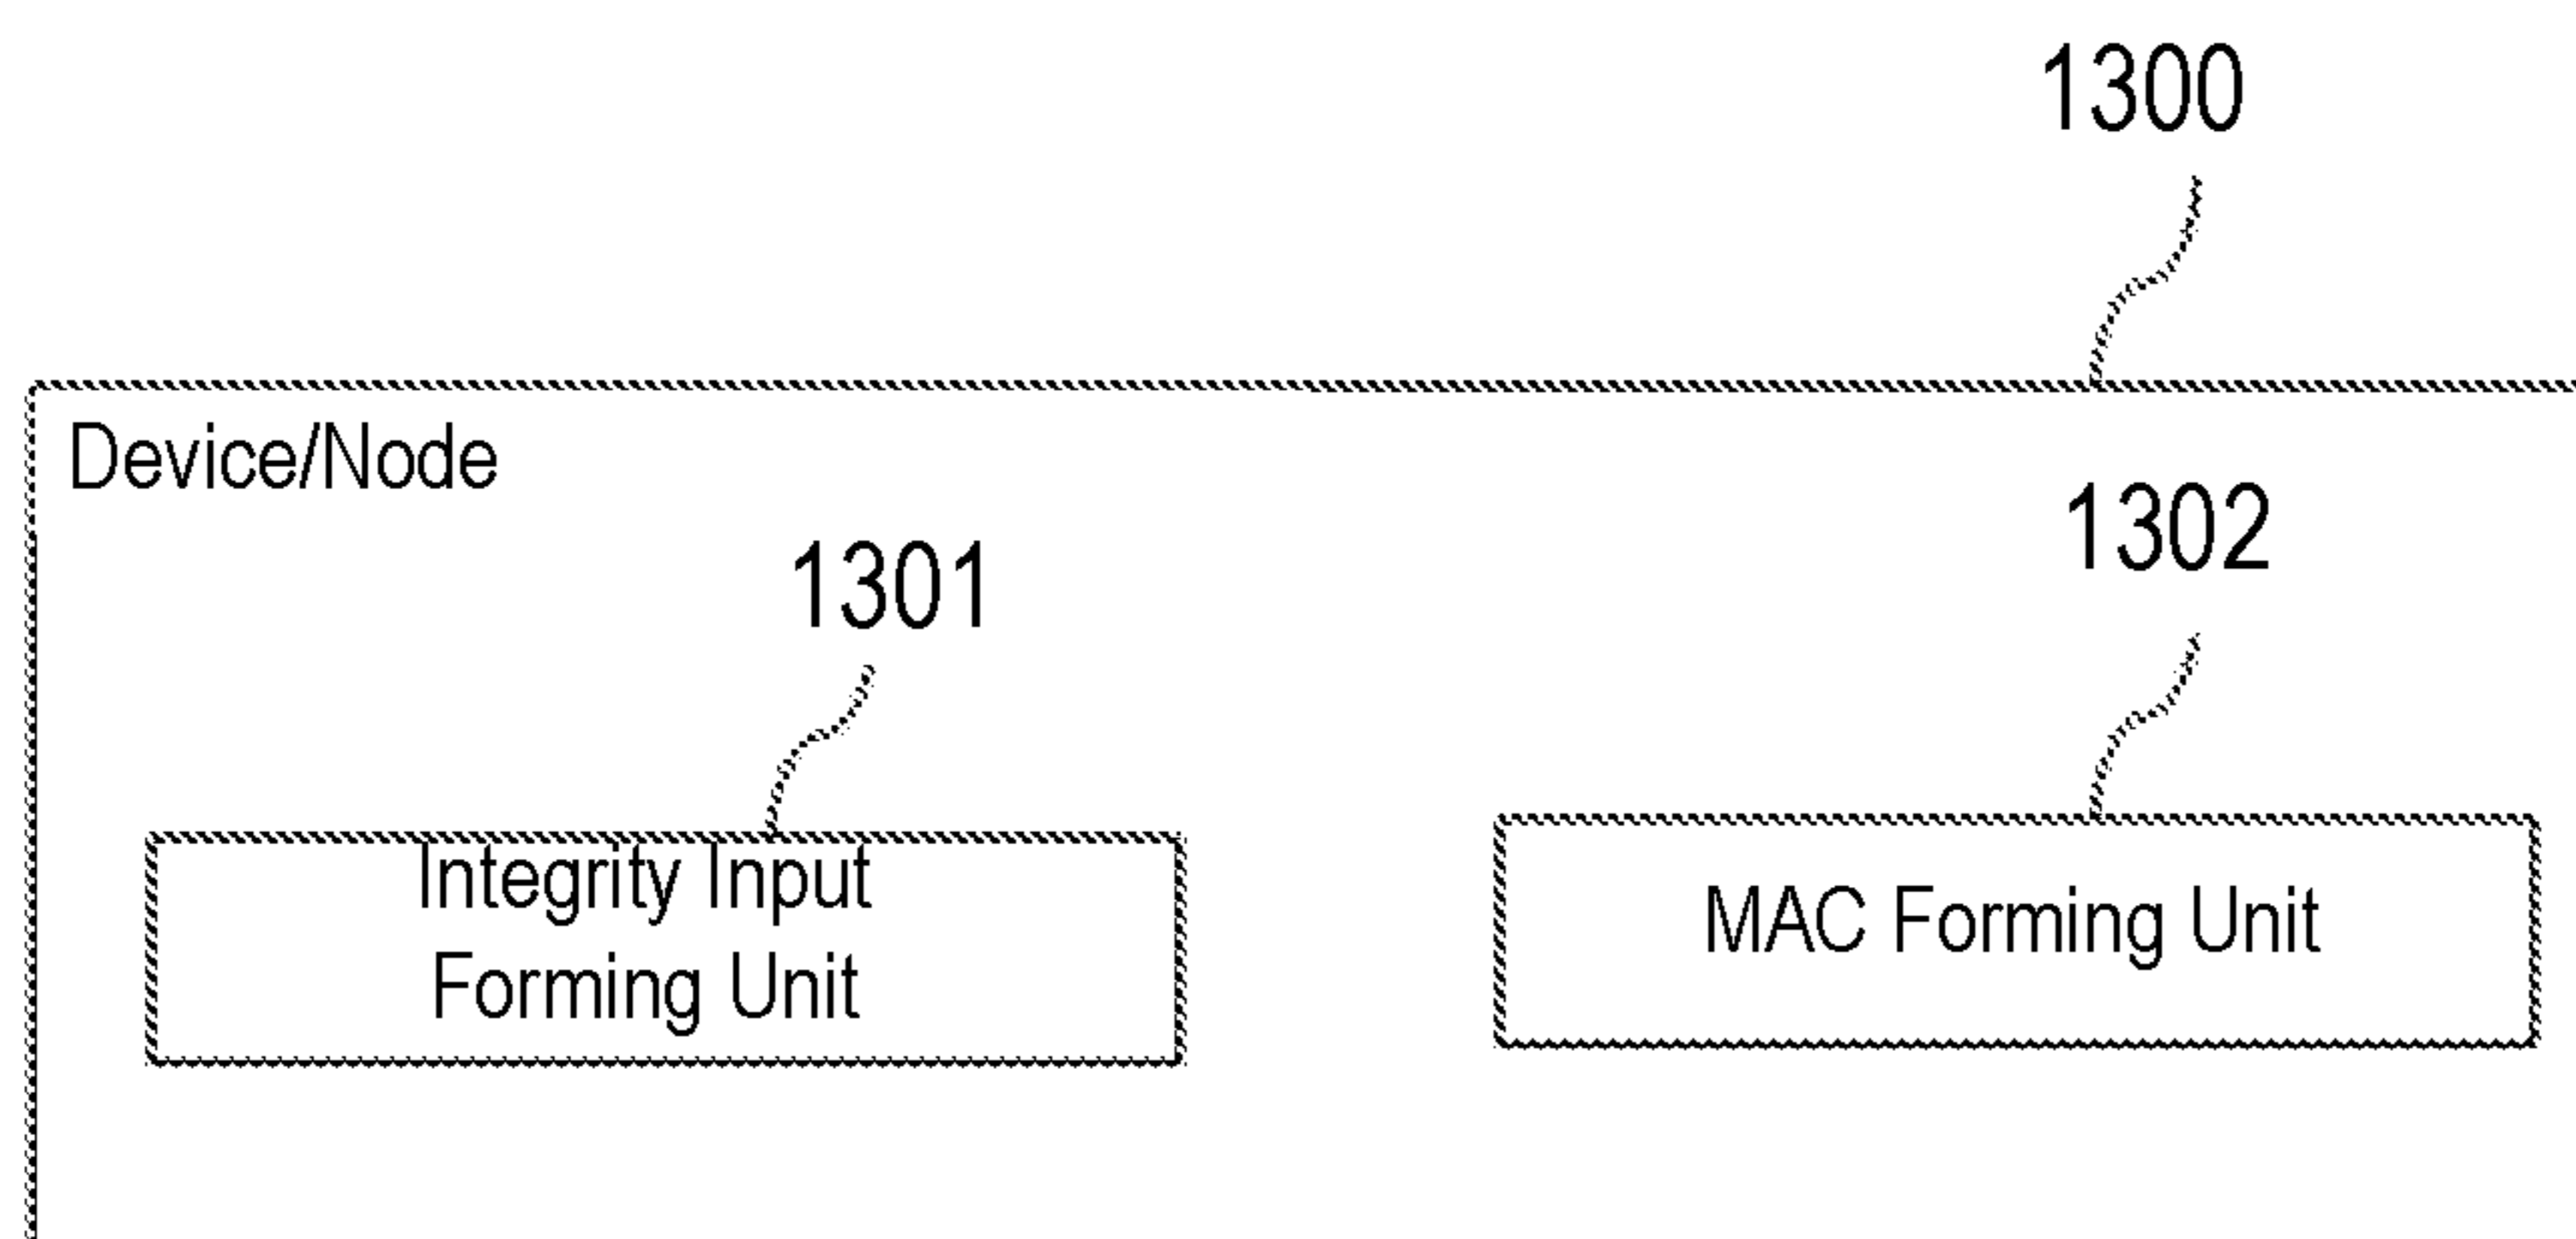 1300
Device/Node
1302
1301
Integrity Input
Forming Unit
MAC Forming Unit